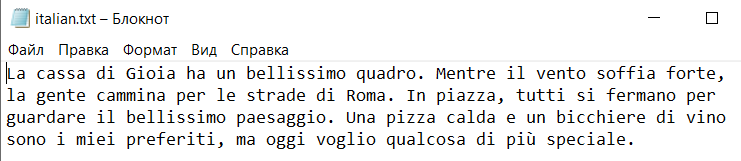 italian.txt – Блокнот
Файл Правка Формат Вид Справка
La cassa di Gioia ha un bellissimo quadro. Mentre il vento soffia forte,
la gente cammina per le strade di Roma. In piazza, tutti si fermano per
guardare il bellissimo paesaggio. Una pizza calda e un bicchiere di vino
sono i miei preferiti, ma oggi voglio qualcosa di più speciale.